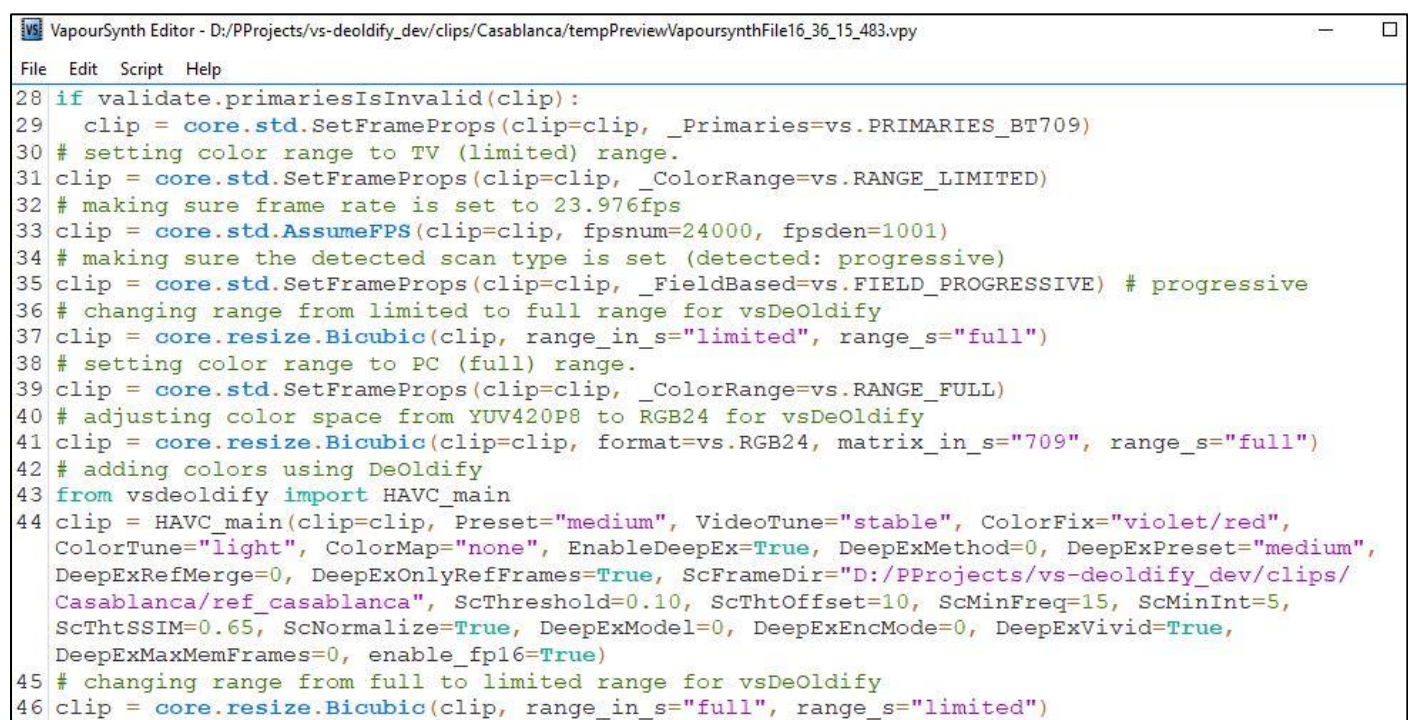 VS VapourSynth Editor - D:/PProjects/vs-deoldify_dev/clips/Casablanca/tempPreviewVapoursynthFile16_36_15_483.vpy
File Edit Script Help
28 if validate.primariesIsInvalid(clip):
29   clip = core.std.SetFrameProps(clip=clip, _Primaries=vs.PRIMARIES_BT709)
30 # setting color range to TV (limited) range.
31 clip = core.std.SetFrameProps(clip=clip, _ColorRange=vs.RANGE_LIMITED)
32 # making sure frame rate is set to 23.976fps
33 clip = core.std.AssumeFPS(clip=clip, fpsnum=24000, fpsden=1001)
34 # making sure the detected scan type is set (detected: progressive)
35 clip = core.std.SetFrameProps(clip=clip, _FieldBased=vs.FIELD_PROGRESSIVE) # progressive
36 # changing range from limited to full range for vsDeOldify
37 clip = core.resize.Bicubic(clip, range_in_s="limited", range_s="full")
38 # setting color range to PC (full) range.
39 clip = core.std.SetFrameProps(clip=clip, _ColorRange=vs.RANGE_FULL)
40 # adjusting color space from YUV420P8 to RGB24 for vsDeOldify
41 clip = core.resize.Bicubic(clip=clip, format=vs.RGB24, matrix_in_s="709", range_s="full")
42 # adding colors using DeOldify
43 from vsdeoldify import HAVC_main
44 clip = HAVC_main(clip=clip, Preset="medium", VideoTune="stable", ColorFix="violet/red",
ColorTune="light", ColorMap="none", EnableDeepEx=True, DeepExMethod=0, DeepExPreset="medium",
DeepExRefMerge=0, DeepExOnlyRefFrames=True, ScFrameDir="D:/PProjects/vs-deoldify_dev/clips/
Casablanca/ref_casablanca", ScThreshold=0.10, ScThtOffset=10, ScMinFreq=15, ScMinInt=5,
ScThtSSIM=0.65, ScNormalize=True, DeepExModel=0, DeepExEncMode=0, DeepExVivid=True,
DeepExMaxMemFrames=0, enable_fp16=True)
45 # changing range from full to limited range for vsDeOldify
46 clip = core.resize.Bicubic(clip, range_in_s="full", range_s="limited")